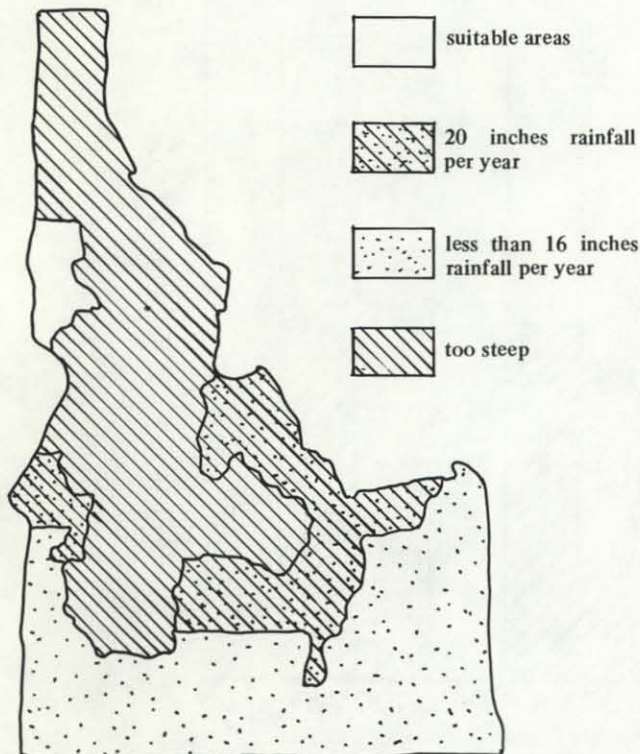 suitable areas
20 inches rainfall
per year
less than 16 inches
rainfall per year
too steep